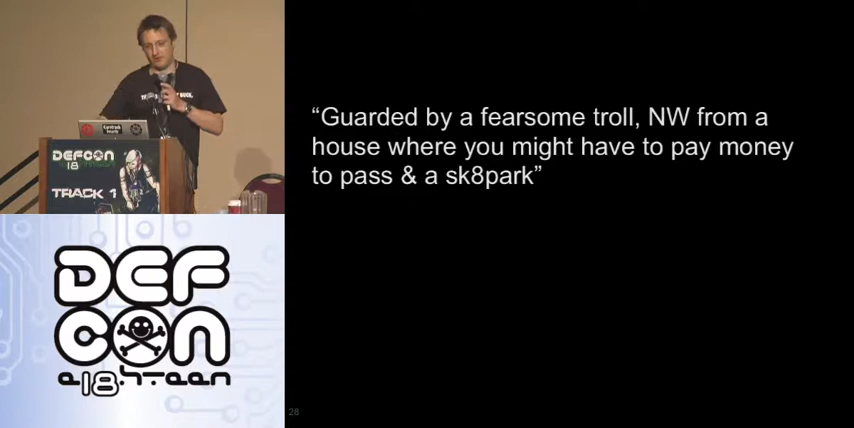 “Guarded by a fearsome troll, NW from a
house where you might have to pay money
to pass & a sk8park”
DEFCON
18
TRACK 1
DEF
CON
28